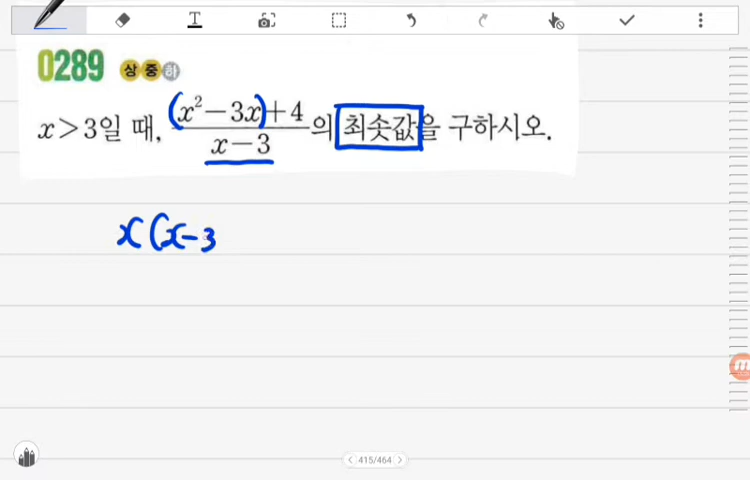 T
0289 상 중 하
x>3일 때, (x²-3x)+4 / x-3 의 최솟값을 구하시오.
x(x-3
415/464